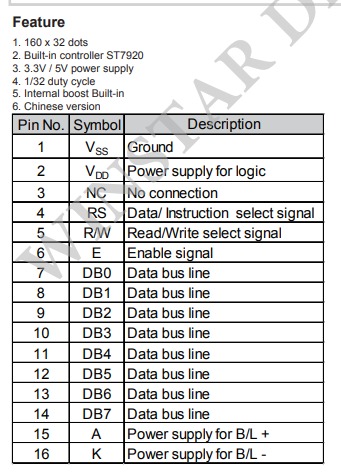 Feature
1. 160 x 32 dots
2. Built-in controller ST7920
3. 3.3V / 5V power supply
4. 1/32 duty cycle
5. Internal boost Built-in
6. Chinese version
Pin No. Symbol Description
1 VSS Ground
2 VDD Power supply for logic
3 NC No connection
4 RS Data/ Instruction select signal
5 R/W Read/Write select signal
6 E Enable signal
7 DB0 Data bus line
8 DB1 Data bus line
9 DB2 Data bus line
10 DB3 Data bus line
11 DB4 Data bus line
12 DB5 Data bus line
13 DB6 Data bus line
14 DB7 Data bus line
15 A Power supply for B/L +
16 K Power supply for B/L -
WINSTAR